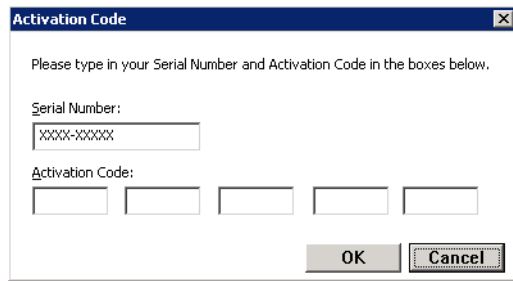 Activation Code
Please type in your Serial Number and Activation Code in the boxes below.
Serial Number:
XXXX-XXXXX
Activation Code:
OK Cancel